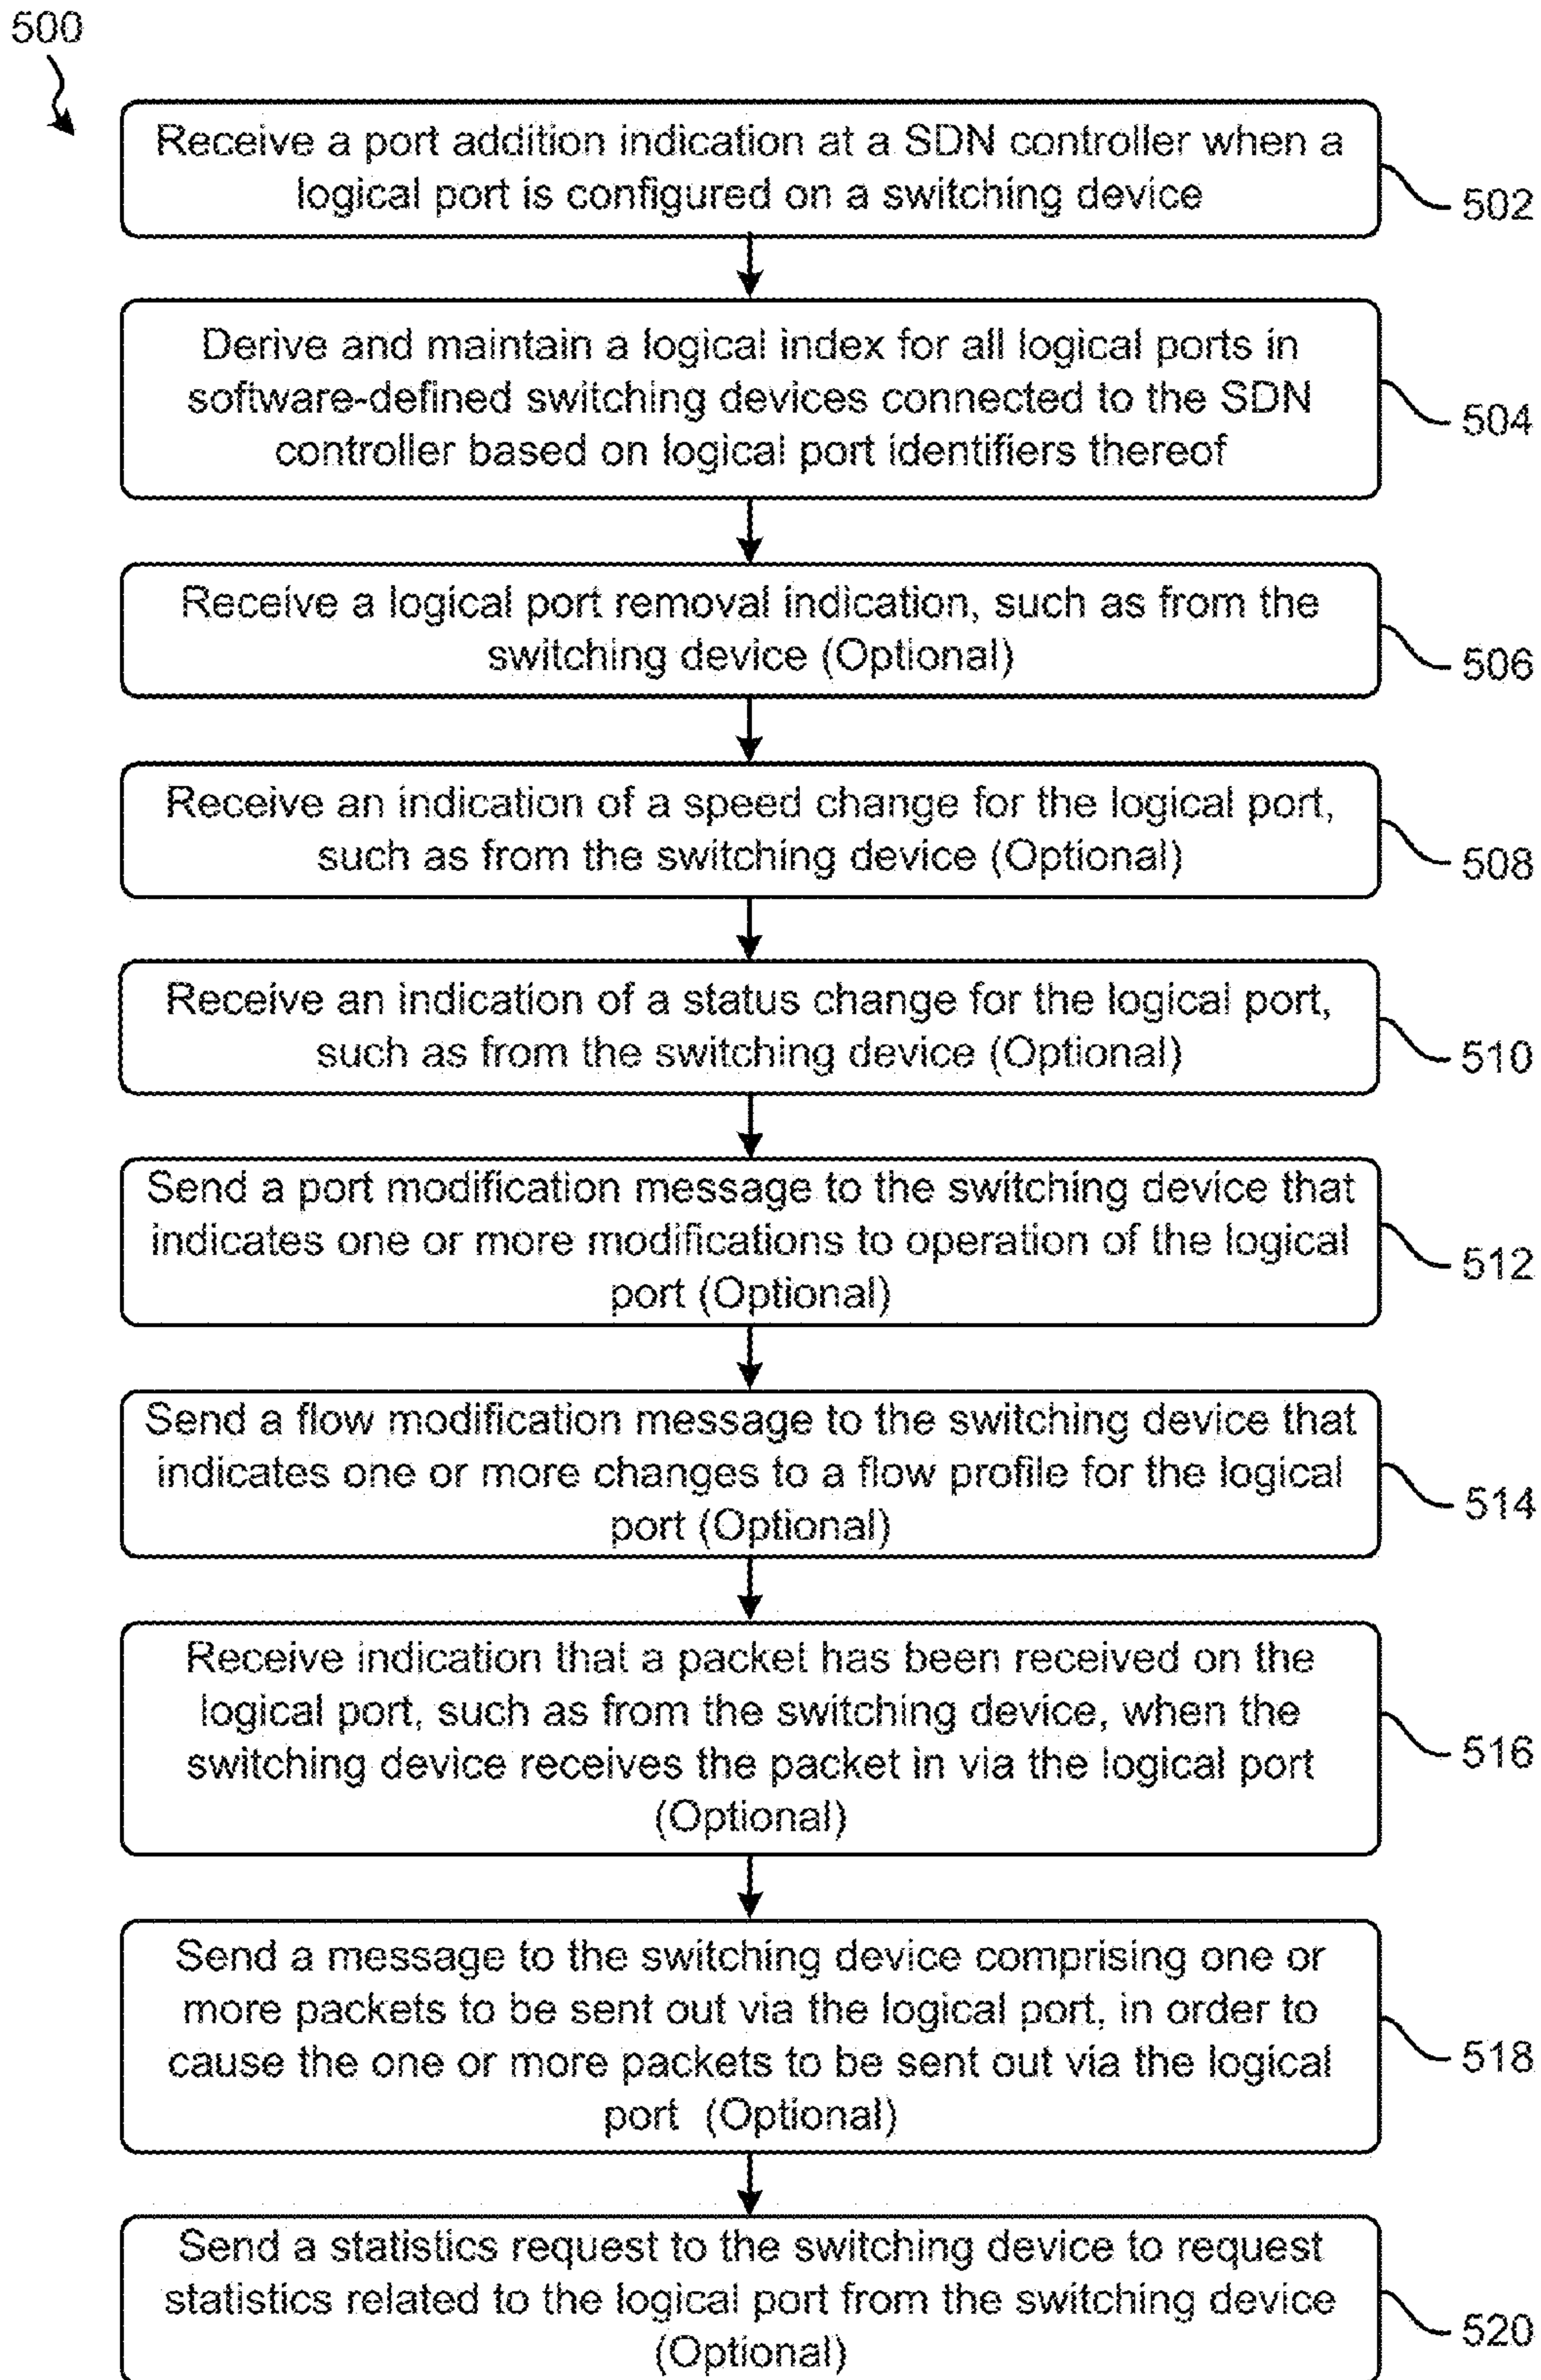 500
Receive a port addition indication at a SDN controller when a
logical port is configured on a switching device
502
Derive and maintain a logical index for all logical ports in
software-defined switching devices connected to the SDN
controller based on logical port identifiers thereof
504
Receive a logical port removal indication, such as from the
switching device (Optional)
506
Receive an indication of a speed change for the logical port,
such as from the switching device (Optional)
508
Receive an indication of a status change for the logical port,
such as from the switching device (Optional)
510
Send a port modification message to the switching device that
indicates one or more modifications to operation of the logical
port (Optional)
512
Send a flow modification message to the switching device that
indicates one or more changes to a flow profile for the logical
port (Optional)
514
Receive indication that a packet has been received on the
logical port, such as from the switching device, when the
switching device receives the packet in via the logical port
(Optional)
516
Send a message to the switching device comprising one or
more packets to be sent out via the logical port, in order to
cause the one or more packets to be sent out via the logical
port (Optional)
518
Send a statistics request to the switching device to request
statistics related to the logical port from the switching device
(Optional)
520